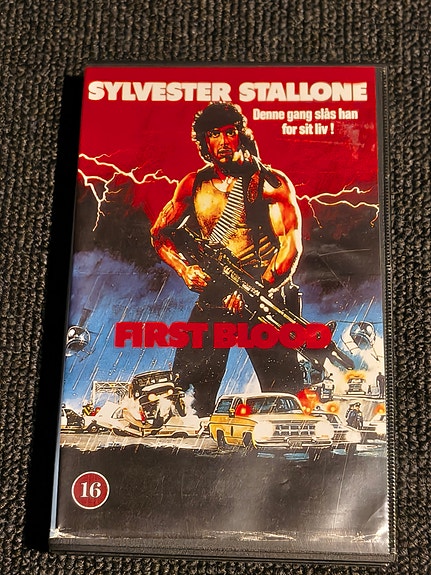 SYLVESTER STALLONE
Denne gang slås han
for sit liv !
FIRST BLOOD
16